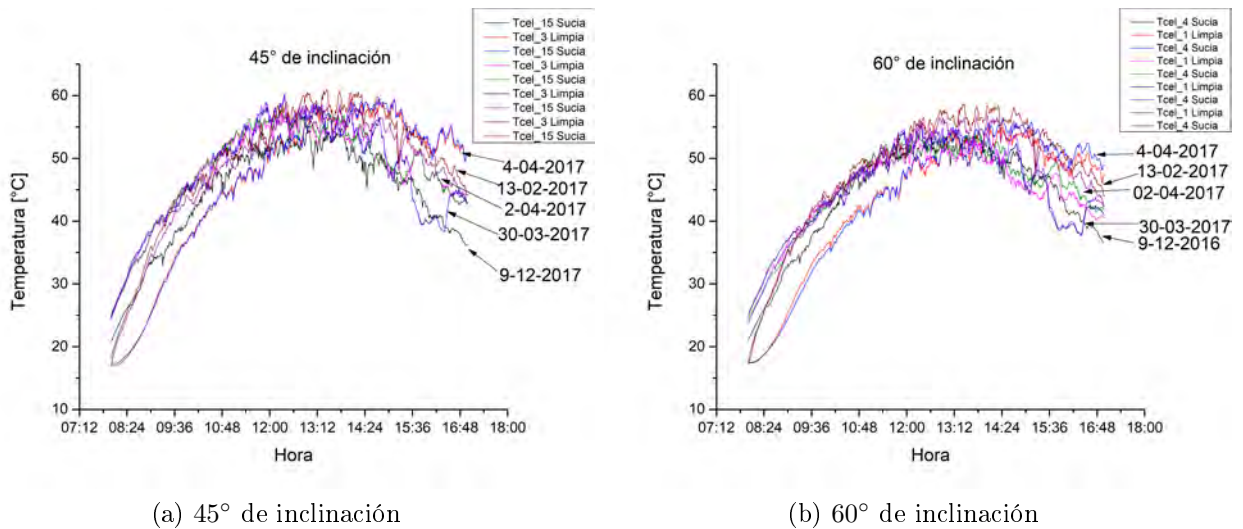 45° de inclinación
Tcel_15 Sucia
Tcel_3 Limpia
Tcel_15 Sucia
Tcel_3 Limpia
Tcel_15 Sucia
Tcel_3 Limpia
Tcel_15 Sucia
Tcel_3 Limpia
Tcel_15 Sucia
Temperatura [°C]
60
50
40
30
20
10
4-04-2017
13-02-2017
2-04-2017
30-03-2017
9-12-2017
07:12 08:24 09:36 10:48 12:00 13:12 14:24 15:36 16:48 18:00
Hora
(a) 45° de inclinación
60° de inclinación
Tcel_4 Sucia
Tcel_1 Limpia
Tcel_4 Sucia
Tcel_1 Limpia
Tcel_4 Sucia
Tcel_1 Limpia
Tcel_4 Sucia
Tcel_1 Limpia
Tcel_4 Sucia
Temperatura [°C]
60
50
40
30
20
10
4-04-2017
13-02-2017
02-04-2017
30-03-2017
9-12-2016
07:12 08:24 09:36 10:48 12:00 13:12 14:24 15:36 16:48 18:00
Hora
(b) 60° de inclinación